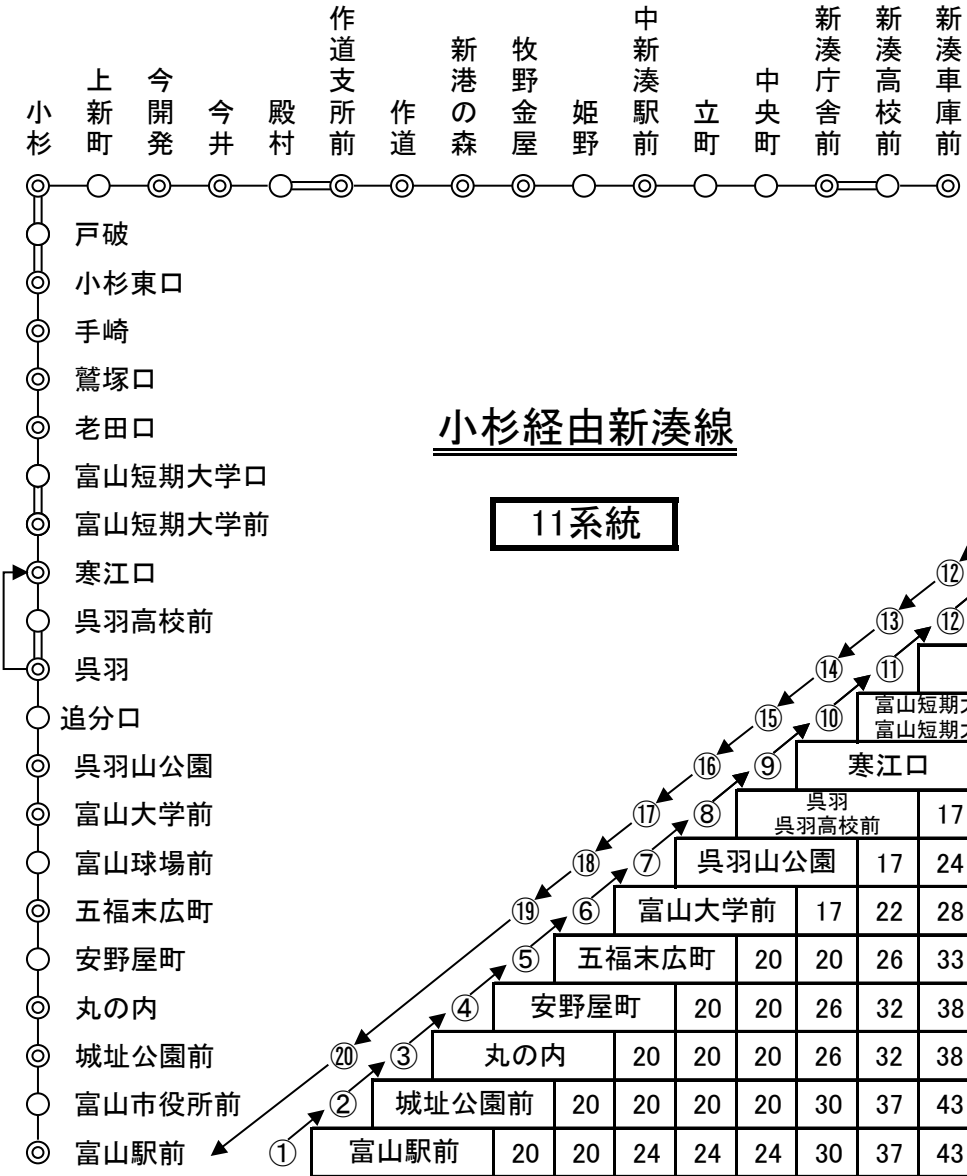 小杉
上新町
今開発
今井
殿村
作道支所前
作道
新港の森
牧野金屋
姫野
中新湊駅前
立町
中央町
新湊庁舎前
新湊高校前
新湊車庫前
戸破
小杉東口
手崎
鷲塚口
老田口
富山短期大学口
富山短期大学前
寒江口
呉羽高校前
呉羽
追分口
呉羽山公園
富山大学前
富山球場前
五福末広町
安野屋町
丸の内
城址公園前
富山市役所前
富山駅前
小杉経由新湊線
11系統
⑫
⑬ ⑫
⑭ ⑪
⑮ ⑩ 富山短期
富山短期
⑯ ⑨ 寒江口
⑰ ⑧ 呉羽
呉羽高校前 17
⑱ ⑦ 呉羽山公園 17 24
⑲ ⑥ 富山大学前 17 22 28
⑤ 五福末広町 20 20 26 33
④ 安野屋町 20 20 26 32 38
⑳ ③ 丸の内 20 20 20 26 32 38
② 城址公園前 20 20 20 20 30 37 43
① 富山駅前 20 20 24 24 24 30 37 43